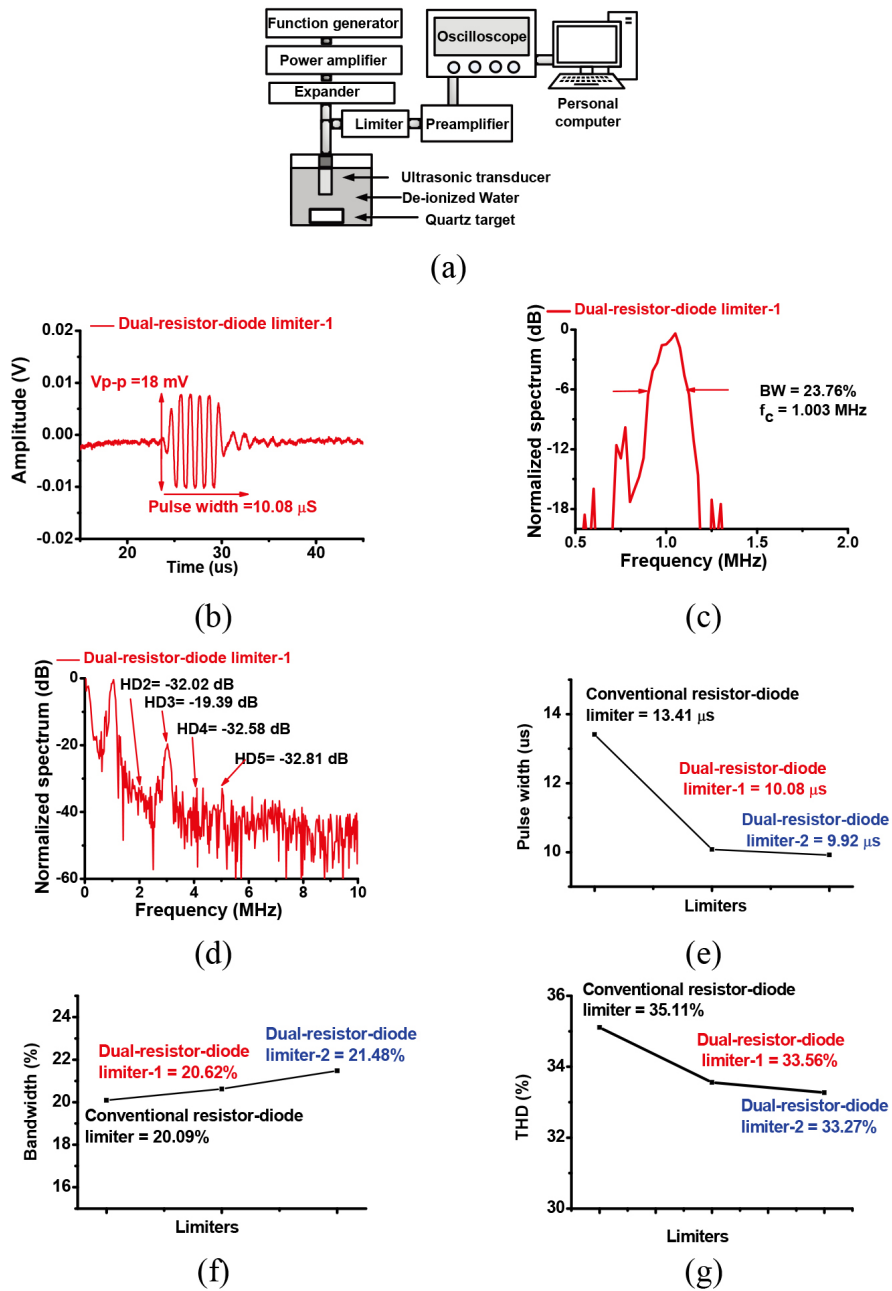 Function generator
Power amplifier
Expander
Limiter
Preamplifier
Oscilloscope
Personal
computer
Ultrasonic transducer
De-ionized Water
Quartz target
(a)
Dual-resistor-diode limiter-1
Vp-p =18 mV
Pulse width =10.08 μS
Amplitude (V)
0.02
0.01
0.00
-0.01
-0.02
20
30
40
Time (us)
(b)
Dual-resistor-diode limiter-1
BW = 23.76%
fC = 1.003 MHz
Normalized spectrum (dB)
0
-6
-12
-18
0.5
1.0
1.5
2.0
Frequency (MHz)
(c)
Dual-resistor-diode limiter-1
HD2= -32.02 dB
HD3= -19.39 dB
HD4= -32.58 dB
HD5= -32.81 dB
Normalized spectrum (dB)
0
-20
-40
-60
0
2
4
6
8
10
Frequency (MHz)
(d)
Conventional resistor-diode
limiter = 13.41 μs
Dual-resistor-diode
limiter-1 = 10.08 μs
Dual-resistor-diode
limiter-2 = 9.92 μs
Pulse width (us)
14
12
10
Limiters
(e)
Dual-resistor-diode
limiter-1 = 20.62%
Dual-resistor-diode
limiter-2 = 21.48%
Conventional resistor-diode
limiter = 20.09%
Bandwidth (%)
24
22
20
18
16
Limiters
(f)
Conventional resistor-diode
limiter = 35.11%
Dual-resistor-diode
limiter-1 = 33.56%
Dual-resistor-diode
limiter-2 = 33.27%
THD (%)
36
34
32
30
Limiters
(g)